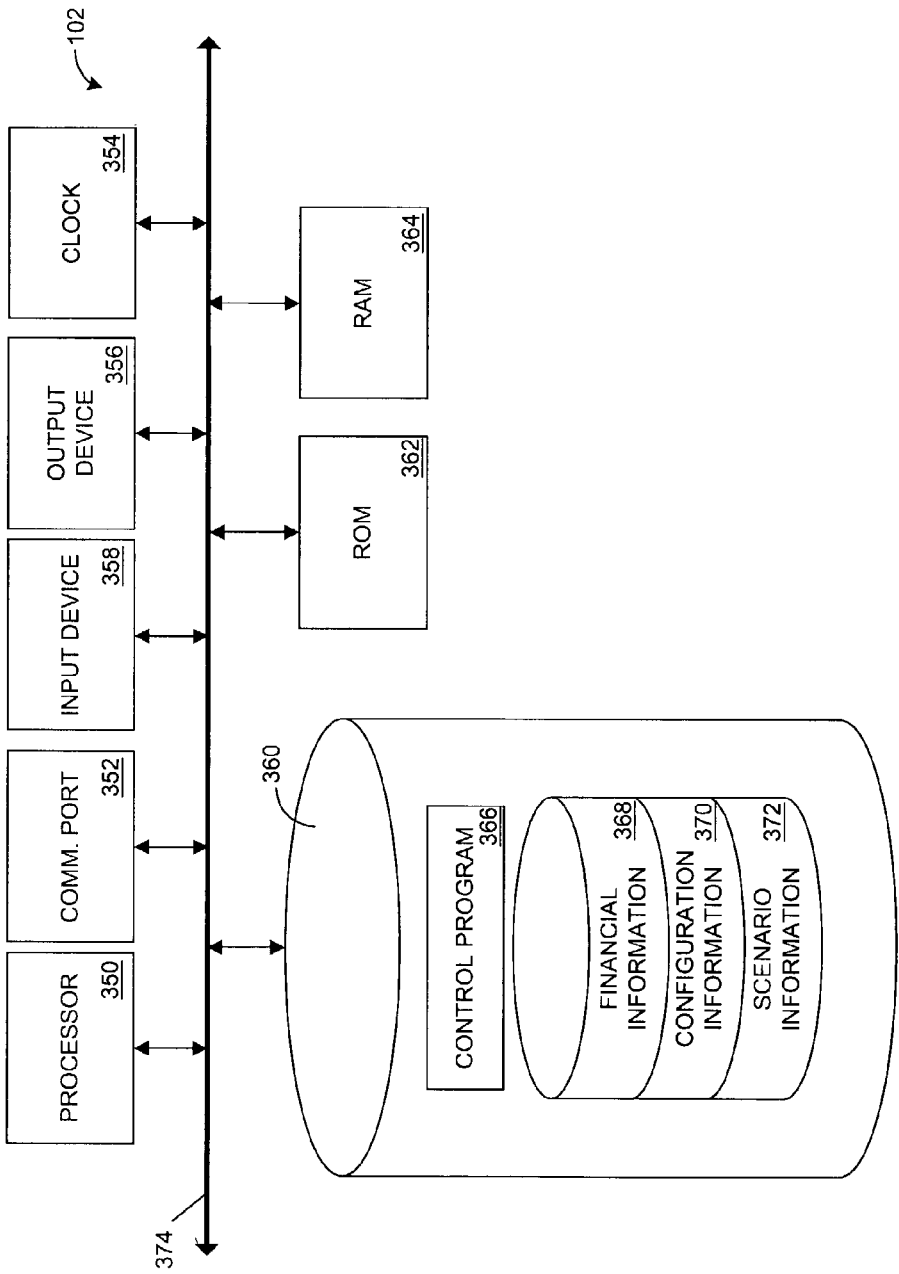 102
PROCESSOR
350
COMM. PORT
352
INPUT DEVICE
358
OUTPUT
DEVICE
356
CLOCK
354
374
360
ROM
362
RAM
364
CONTROL PROGRAM
366
FINANCIAL
INFORMATION
368
CONFIGURATION
INFORMATION
370
SCENARIO
INFORMATION
372